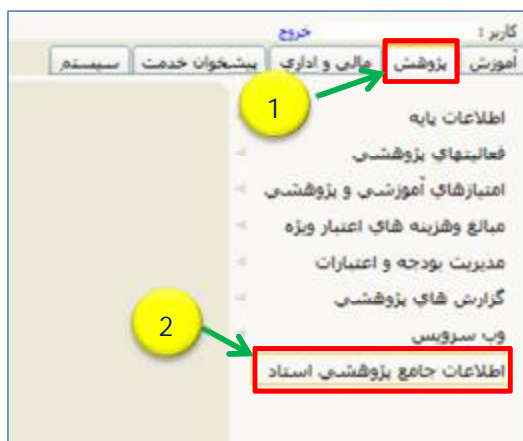 کاربر : خروج
آموزش پژوهش مالی و اداری پیشخوان خدمت سیستم
1
اطلاعات پایه
فعالیتهای پژوهشی
امتیازهای آموزشی و پژوهشی
مبالغ وهزینه های اعتبار ویژه
مدیریت بودجه و اعتبارات
گزارش های پژوهشی
وب سرویس
2
اطلاعات جامع پژوهشی استاد